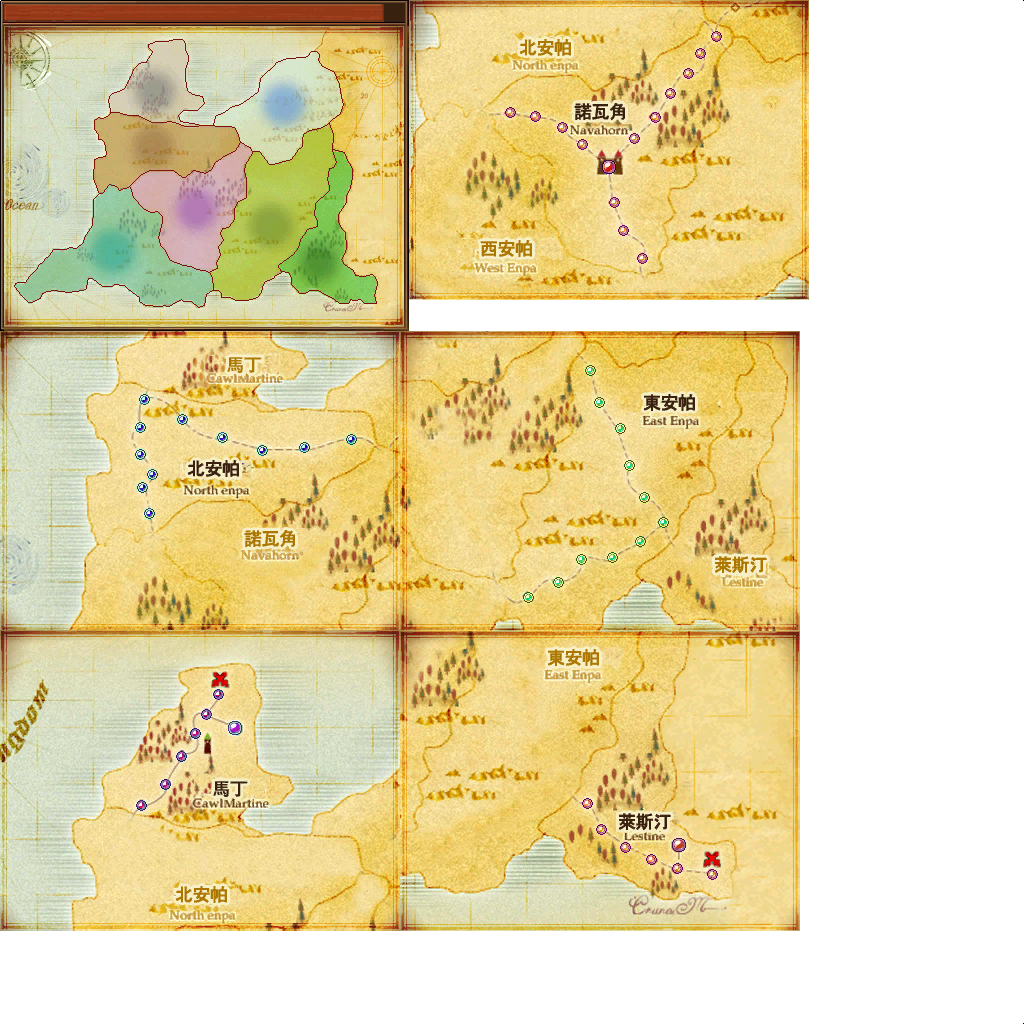 Ocean
20
北安帕
North enpa
諾瓦角
Navahorn
西安帕
West Enpa
馬丁
CawlMartine
北安帕
North enpa
諾瓦角
Navahorn
東安帕
East Enpa
萊斯汀
Lestine
馬丁
CawlMartine
北安帕
North enpa
東安帕
East Enpa
萊斯汀
Lestine